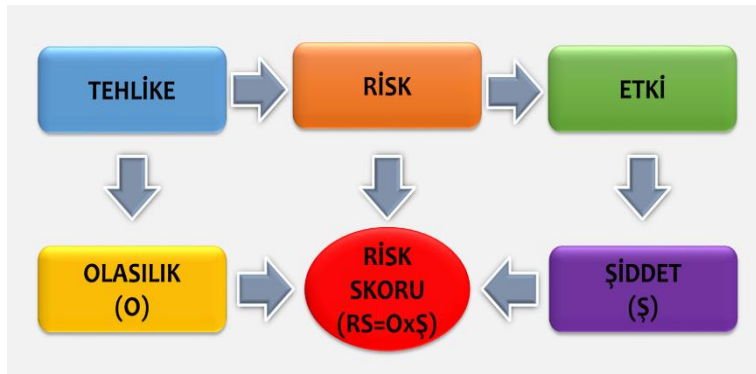 TEHLİKE
RİSK
ETKİ
OLASILIK
(O)
RİSK
SKORU
(RS=OxŞ)
ŞİDDET
(Ş)